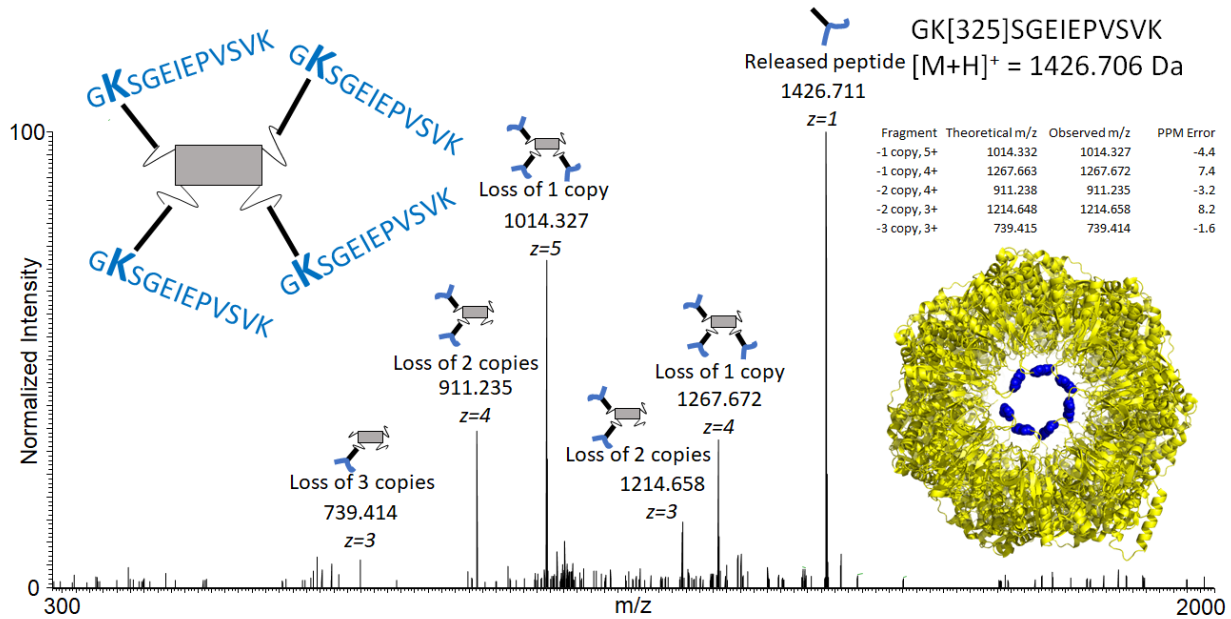 GKSGEIEPVSVK
GKSGEIEPVSVK
GKSGEIEPVSVK
GKSGEIEPVSVK
GK[325]SGEIEPVSVK
[M+H]+ = 1426.706 Da
Released peptide
1426.711
z=1
Fragment Theoretical m/z Observed m/z PPM Error
-1 copy, 5+ 1014.332 1014.327 -4.4
-1 copy, 4+ 1267.663 1267.672 7.4
-2 copy, 4+ 911.238 911.235 -3.2
-2 copy, 3+ 1214.648 1214.658 8.2
-3 copy, 3+ 739.415 739.414 -1.6
100
Loss of 1 copy
1014.327
z=5
Loss of 2 copies
911.235
z=4
Loss of 1 copy
1267.672
z=4
Loss of 2 copies
1214.658
z=3
Loss of 3 copies
739.414
z=3
Normalized Intensity
0
300
m/z
2000